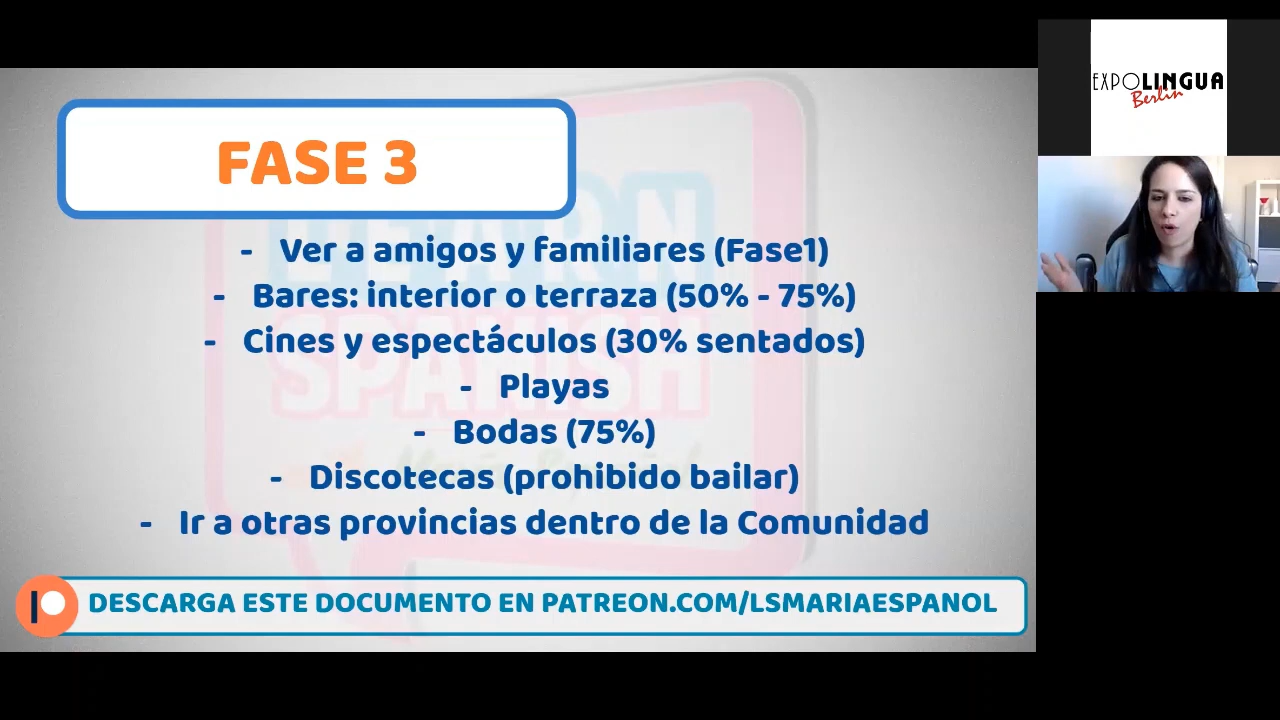 FASE 3
- Ver a amigos y familiares (Fase1)
- Bares: interior o terraza (50% - 75%)
- Cines y espectáculos (30% sentados)
- Playas
- Bodas (75%)
- Discotecas (prohibido bailar)
- Ir a otras provincias dentro de la Comunidad
DESCARGA ESTE DOCUMENTO EN PATREON.COM/LSMARIAESPANOL
EXPOLINGUA
Berlin
SPANISH